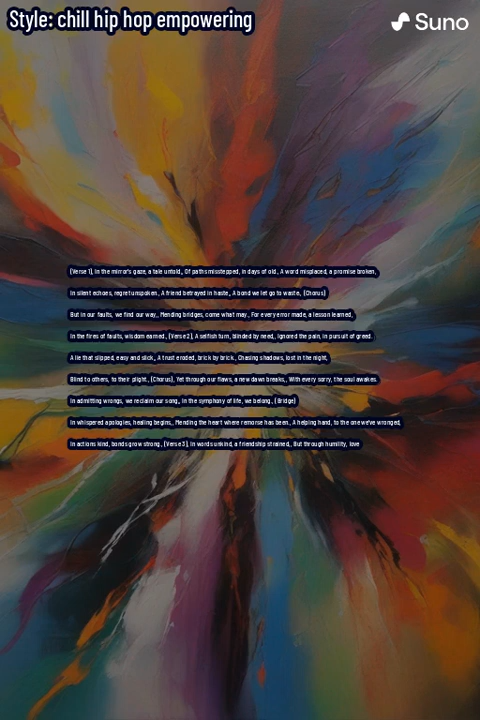 Style: chill hip hop empowering
Suno
(Verse 1), In the mirror's gaze, a tale untold,, Of paths misstepped, in days of old,, A word misplaced, a promise broken,,
In silent echoes, regret unspoken,, A friend betrayed in haste,, A bond we let go to waste,, (Chorus)
But in our faults, we find our way,, Mending bridges, come what may,, For every error made, a lesson learned,,
In the fires of faults, wisdom earned,, (Verse 2), A selfish turn, blinded by need,, Ignored the pain, in pursuit of greed.
A lie that slipped, easy and slick,, A trust eroded, brick by brick,, Chasing shadows, lost in the night,,
Blind to others, to their plight,, (Chorus), Yet through our flaws, a new dawn breaks,, With every sorry, the soul awakes.
In admitting wrongs, we reclaim our song,, In the symphony of life, we belong,, (Bridge)
In whispered apologies, healing begins,, Mending the heart where remorse has been,, A helping hand, to the one we've wronged,
In actions kind, bonds grow strong,, (Verse 3), In words unkind, a friendship strained,, But through humility, love